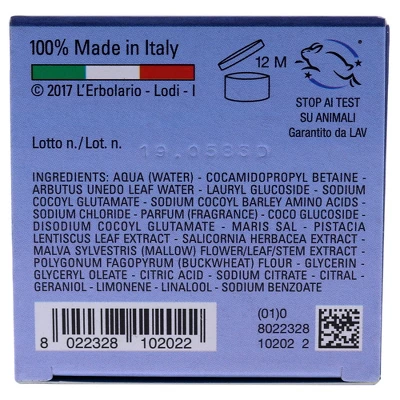 100% Made in Italy
12 M
© 2017 L'Erbolario - Lodi - I
STOP AI TEST
SU ANIMALI
Garantito da LAV
Lotto n./Lot. n.
19.0585D
INGREDIENTS: AQUA (WATER) - COCAMIDOPROPYL BETAINE -
ARBUTUS UNEDO LEAF WATER - LAURYL GLUCOSIDE - SODIUM
COCOYL GLUTAMATE - SODIUM COCOYL BARLEY AMINO ACIDS -
SODIUM CHLORIDE - PARFUM (FRAGRANCE) - COCO GLUCOSIDE -
DISODIUM COCOYL GLUTAMATE - MARIS SAL - PISTACIA
LENTISCUS LEAF EXTRACT - SALICORNIA HERBACEA EXTRACT -
MALVA SYLVESTRIS (MALLOW) FLOWER/LEAF/STEM EXTRACT -
POLYGONUM FAGOPYRUM (BUCKWHEAT) FLOUR - GLYCERIN -
GLYCERYL OLEATE - CITRIC ACID - SODIUM CITRATE - CITRAL -
GERANIOL - LIMONENE - LINALOOL - SODIUM BENZOATE
8 022328 102022
(01)0
8022328
10202 2